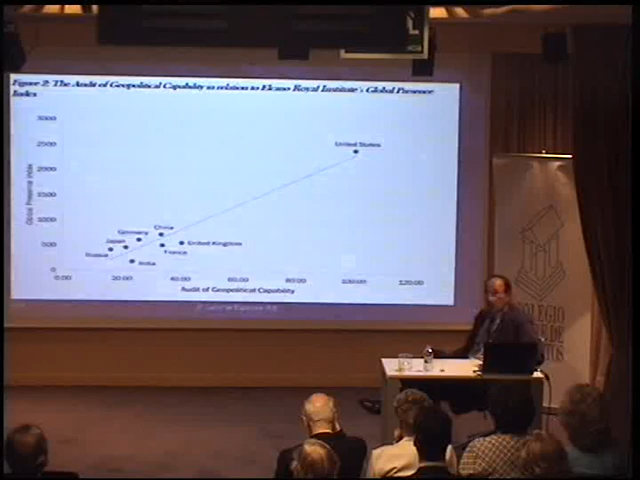 Figure 2: The Audit of Geopolitical Capability in relation to Elcano Royal Institute's Global Presence
Index
3000
2500
2000
1500
1000
500
0
Global Presence Index
United States
China
Germany
Japan
United Kingdom
France
Russia
India
0.00
20.00
40.00
60.00
80.00
100.00
120.00
Audit of Geopolitical Capability
COLEGIO
DE